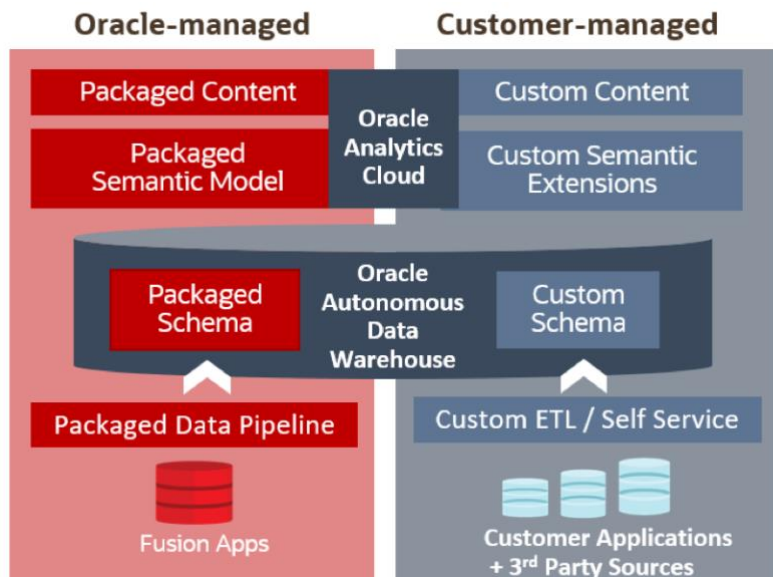 Oracle-managed
Customer-managed
Packaged Content
Packaged
Semantic Model
Oracle
Analytics
Cloud
Custom Content
Custom Semantic
Extensions
Packaged
Schema
Oracle
Autonomous
Data
Warehouse
Custom
Schema
Packaged Data Pipeline
Custom ETL / Self Service
Fusion Apps
Customer Applications
+ 3rd Party Sources